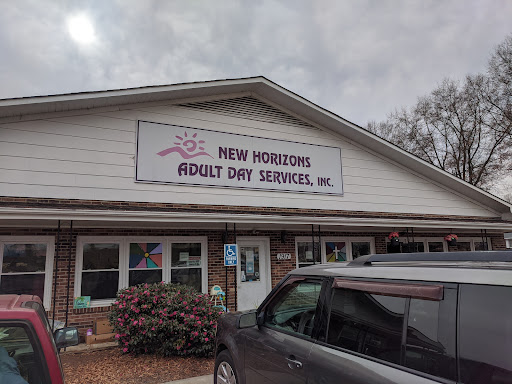 NEW HORIZONS
ADULT DAY SERVICES, INC.